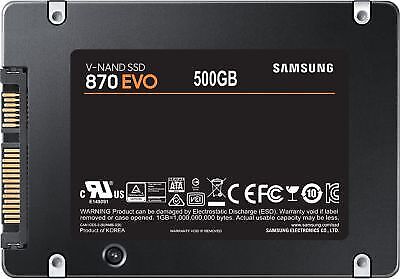 V-NAND SSD
870 EVO
500GB
SAMSUNG
WARNING May be damaged by Electrostatic Discharge (ESD). Warranty void if label
removed or case opened. 1GB=1,000,000,000 bytes. Actual usable capacity may be less.
Product of KOREA
SAMSUNG ELECTRONICS CO., LTD.